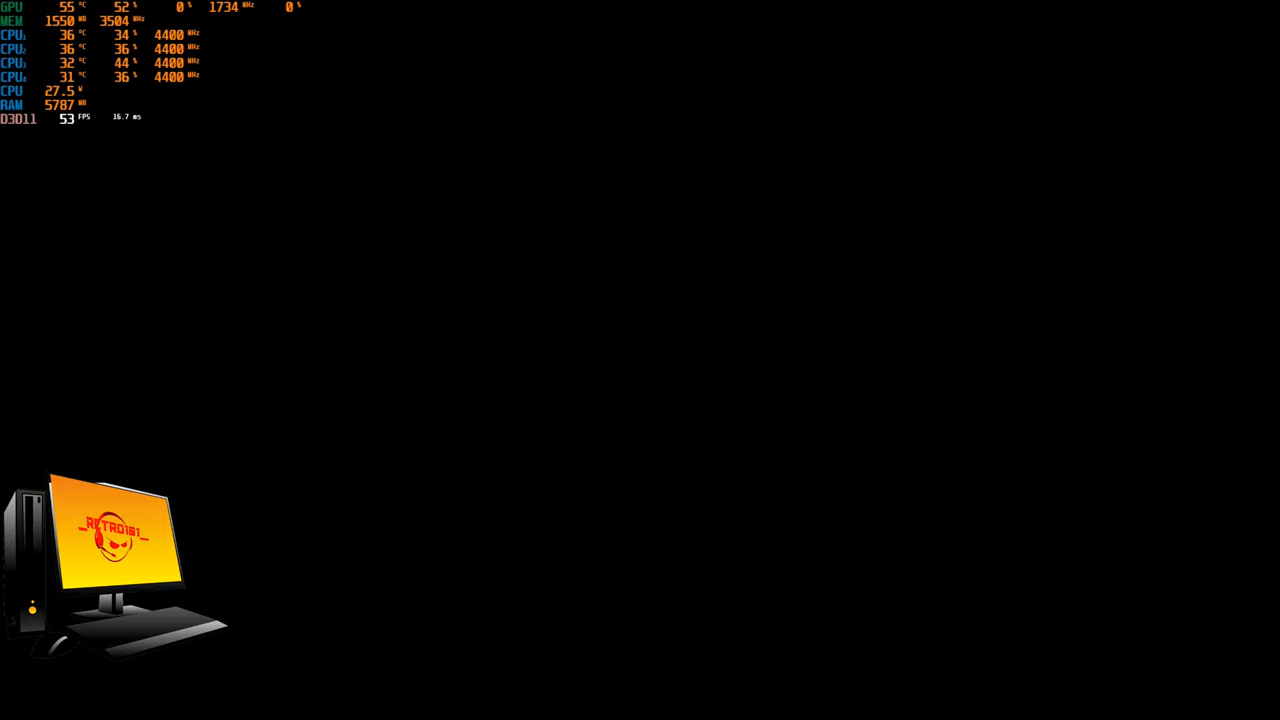 GPU 55 °C 52 % 0 % 1734 MHz 0 %
MEM 1550 MB 3504 MHz
CPU1 36 °C 34 % 4400 MHz
CPU2 36 °C 36 % 4400 MHz
CPU3 32 °C 44 % 4400 MHz
CPU4 31 °C 36 % 4400 MHz
CPU 27.5 W
RAM 5787 MB
D3D11 53 FPS 16.7 ms
_RETRO181_